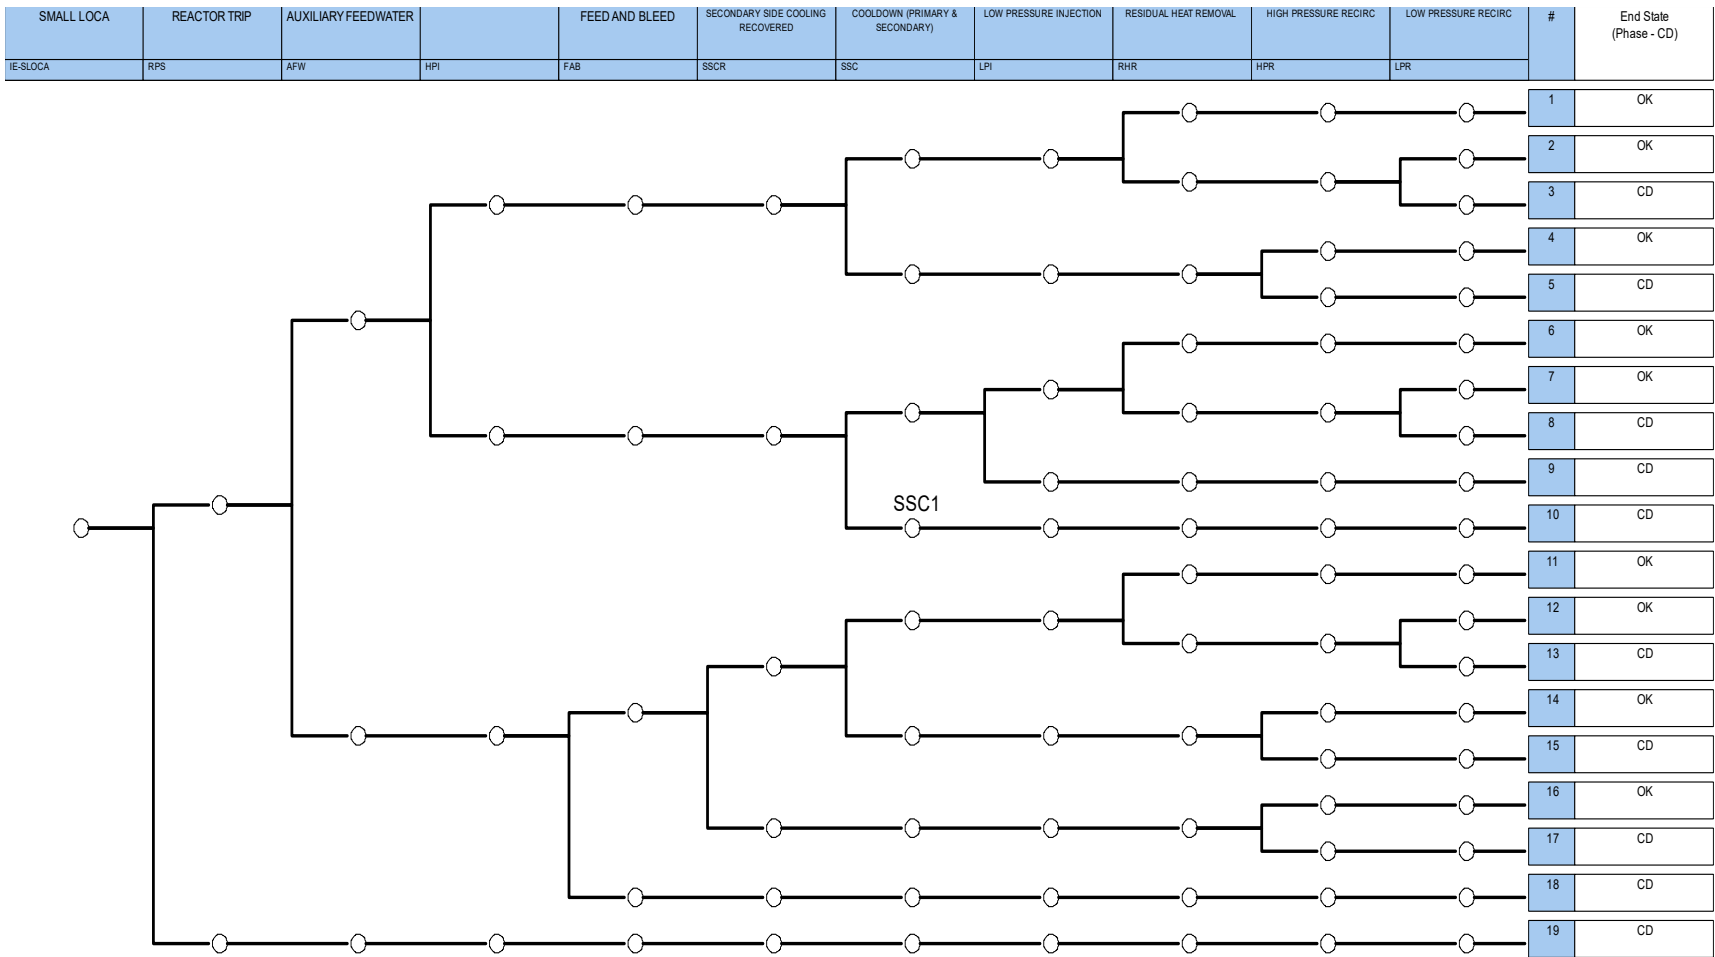 SMALL LOCA
REACTOR TRIP
AUXILIARY FEEDWATER
FEED AND BLEED
SECONDARY SIDE COOLING
RECOVERED
COOLDOWN (PRIMARY &
SECONDARY)
LOW PRESSURE INJECTION
RESIDUAL HEAT REMOVAL
HIGH PRESSURE RECIRC
LOW PRESSURE RECIRC
#
End State
(Phase - CD)
IE-SLOCA
RPS
AFW
HPI
FAB
SSCR
SSC
LPI
RHR
HPR
LPR
1 OK
2 OK
3 CD
4 OK
5 CD
6 OK
7 OK
8 CD
9 CD
SSC1
10 CD
11 OK
12 OK
13 CD
14 OK
15 CD
16 OK
17 CD
18 CD
19 CD